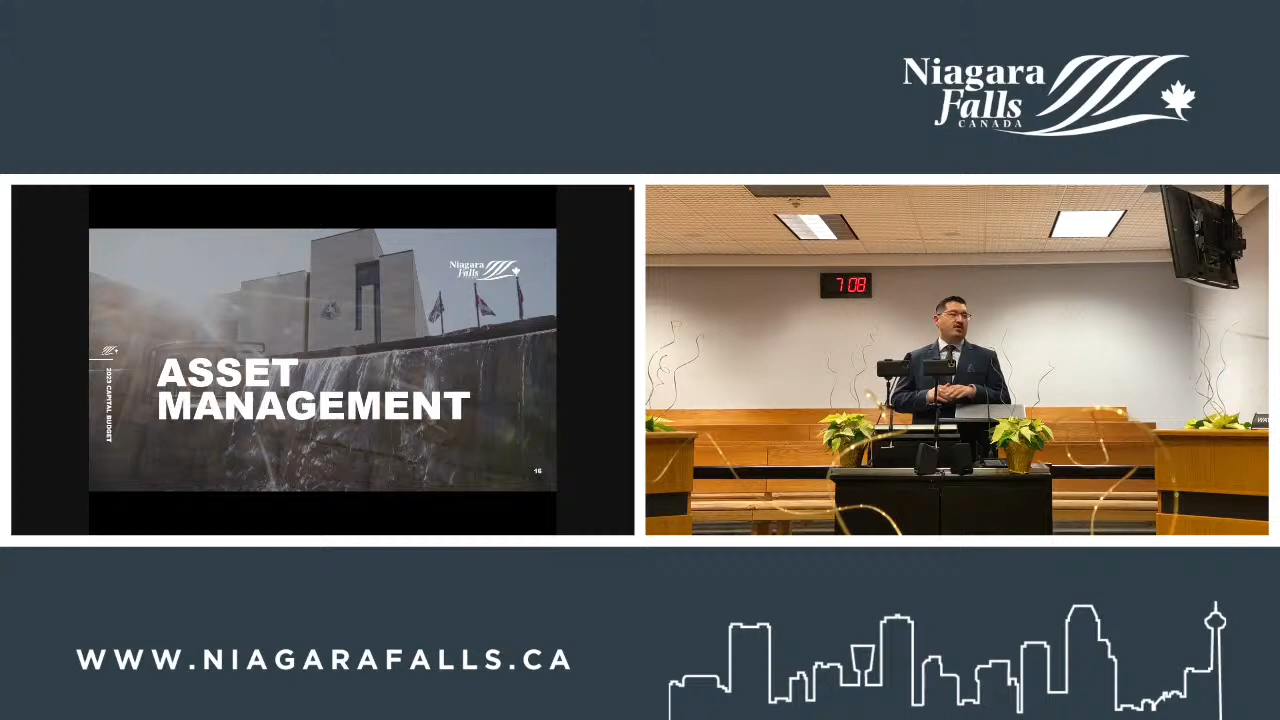 Niagara
Falls
CANADA
Niagara
Falls
2023 CAPITAL BUDGET
ASSET
MANAGEMENT
16
7 08
WWW.NIAGARAFALLS.CA